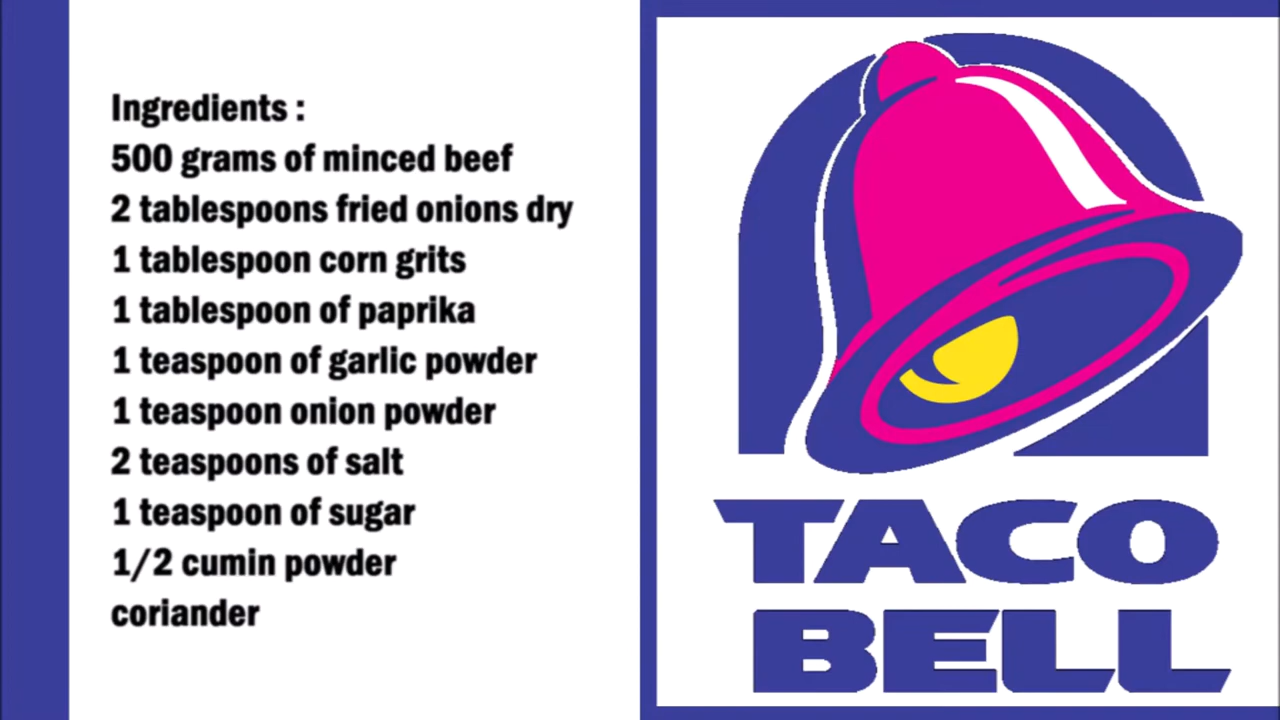 Ingredients :
500 grams of minced beef
2 tablespoons fried onions dry
1 tablespoon corn grits
1 tablespoon of paprika
1 teaspoon of garlic powder
1 teaspoon onion powder
2 teaspoons of salt
1 teaspoon of sugar
1/2 cumin powder
coriander
TACO
BELL